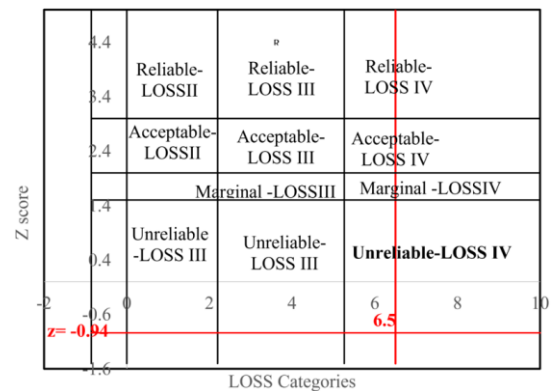 4.4
R
Reliable-
LOSSII
Reliable-
LOSS III
Reliable-
LOSS IV
3.4
Acceptable-
LOSSII
Acceptable-
LOSS III
Acceptable-
LOSS IV
2.4
Marginal -LOSSIII
Marginal -LOSSIV
1.4
Z score
Unreliable
-LOSS III
Unreliable-
LOSS III
Unreliable-LOSS IV
0.4
-2
0
2
4
6
8
10
-0.6
6.5
z= -0.94
-1.6
LOSS Categories